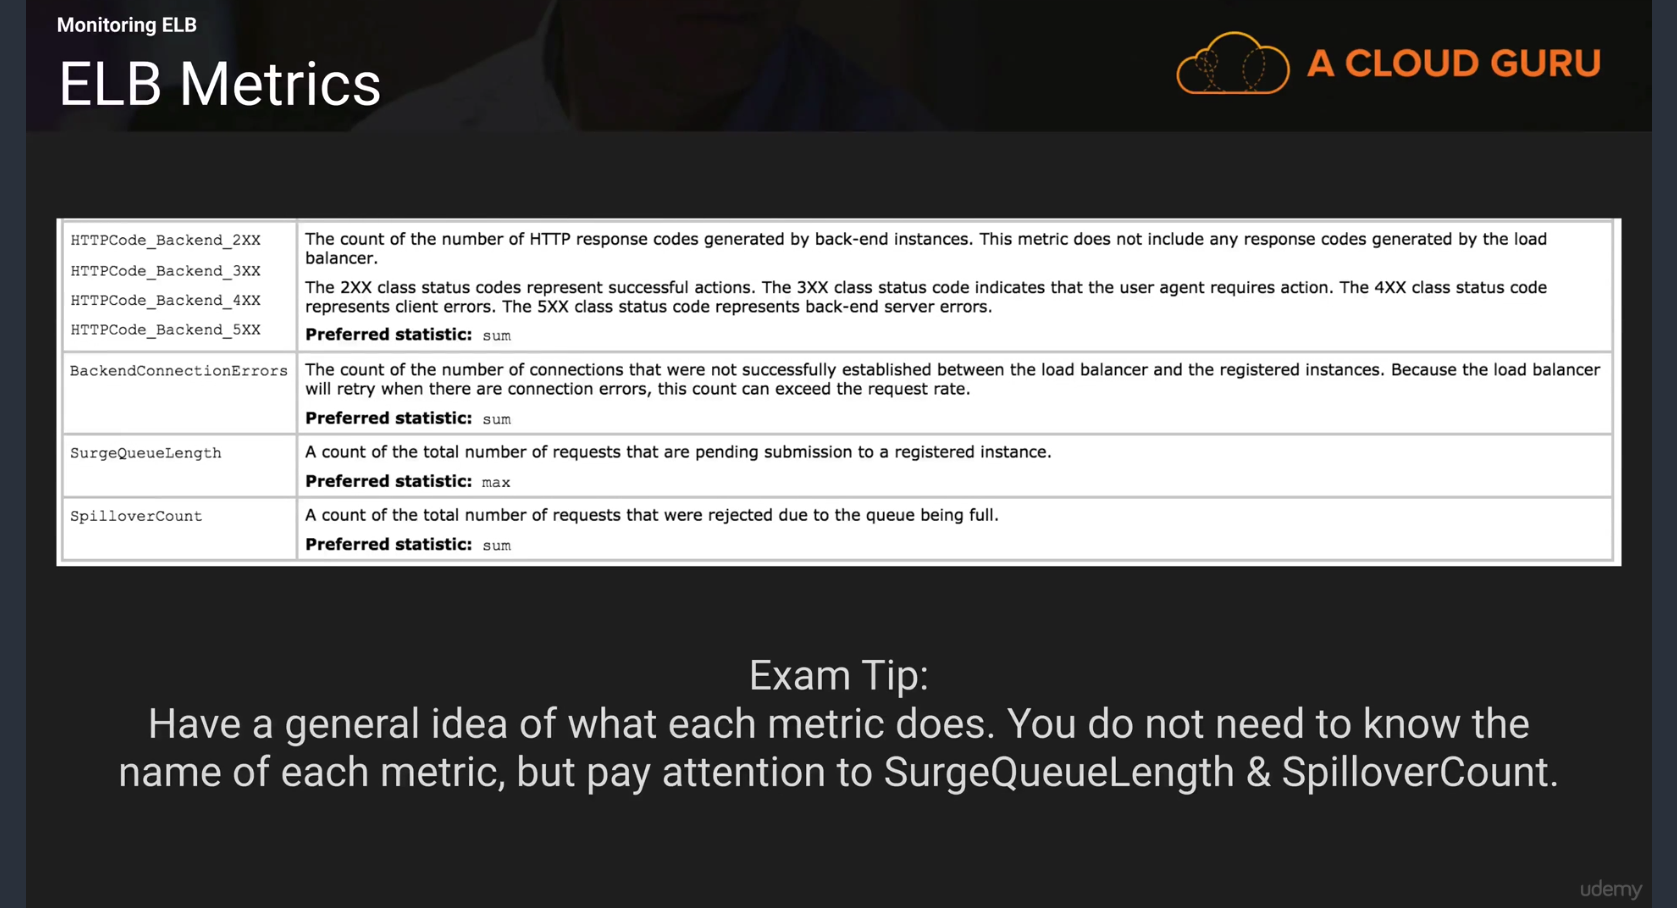 Monitoring ELB
ELB Metrics
A CLOUD GURU
HTTPCode_Backend_2XX
HTTPCode_Backend_3XX
HTTPCode_Backend_4XX
HTTPCode_Backend_5XX
The count of the number of HTTP response codes generated by back-end instances. This metric does not include any response codes generated by the load
balancer.
The 2XX class status codes represent successful actions. The 3XX class status code indicates that the user agent requires action. The 4XX class status code
represents client errors. The 5XX class status code represents back-end server errors.
Preferred statistic: sum
BackendConnectionErrors
The count of the number of connections that were not successfully established between the load balancer and the registered instances. Because the load balancer
will retry when there are connection errors, this count can exceed the request rate.
Preferred statistic: sum
SurgeQueueLength
A count of the total number of requests that are pending submission to a registered instance.
Preferred statistic: max
SpilloverCount
A count of the total number of requests that were rejected due to the queue being full.
Preferred statistic: sum
Exam Tip:
Have a general idea of what each metric does. You do not need to know the
name of each metric, but pay attention to SurgeQueueLength & SpilloverCount.
udemy